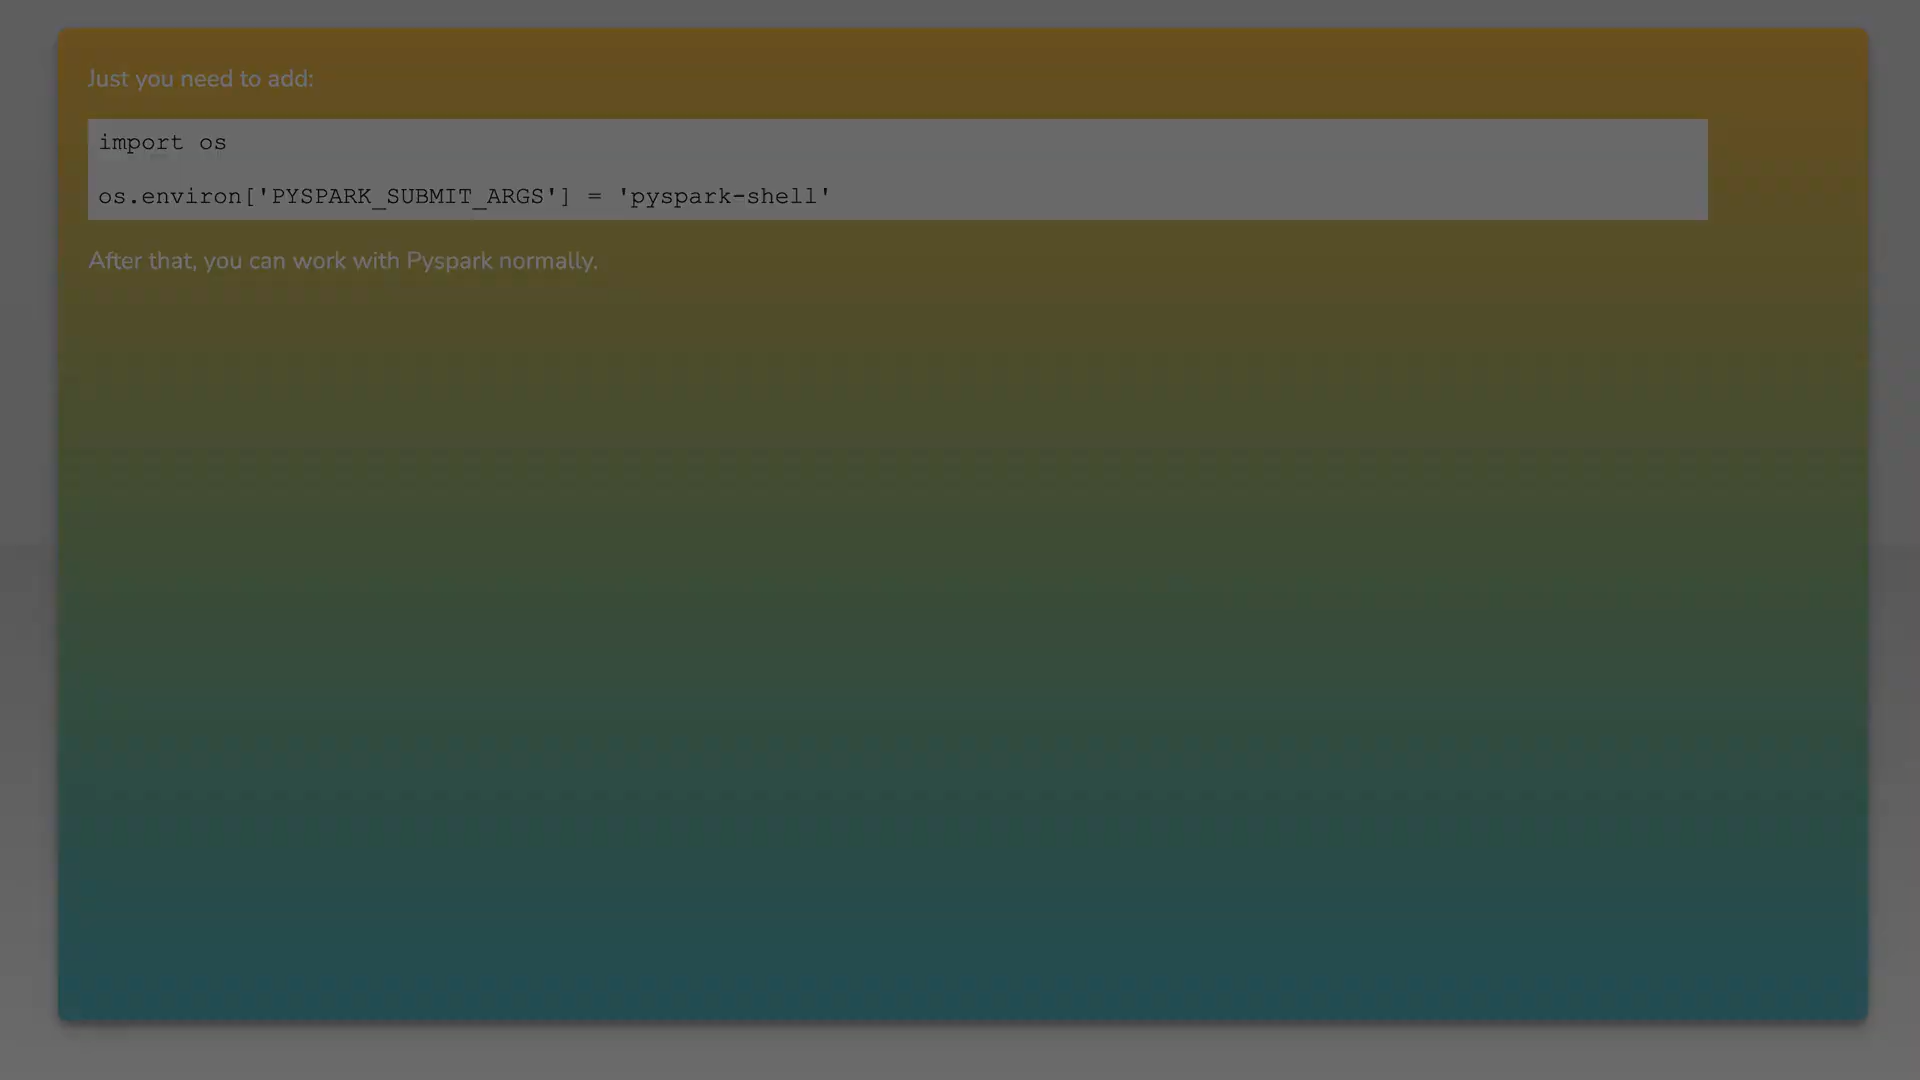 Just you need to add:
import os
os.environ['PYSPARK_SUBMIT_ARGS'] = 'pyspark-shell'
After that, you can work with Pyspark normally.